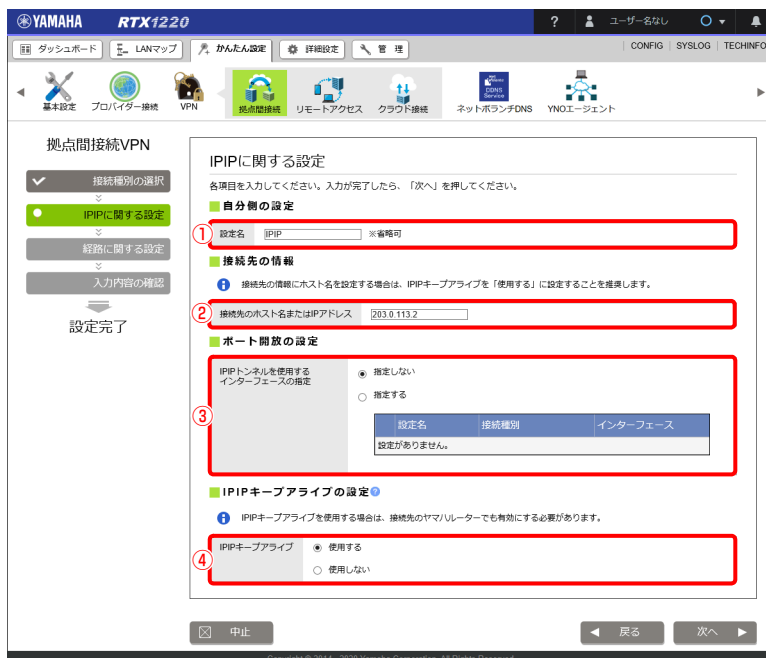 YAMAHA RTX1220 ? ユーザー名なし
ダッシュボード LANマップ かんたん設定 詳細設定 管 理 CONFIG SYSLOG TECHINFO
基本設定 プロバイダー接続 VPN 拠点間接続 リモートアクセス クラウド接続 ネットボランチDNS YNOエージェント
拠点間接続VPN
接続種別の選択
IPIPに関する設定
経路に関する設定
入力内容の確認
設定完了
IPIPに関する設定
各項目を入力してください。入力が完了したら、「次へ」を押してください。
自分側の設定
① 設定名 IPIP ※省略可
接続先の情報
接続先の情報にホスト名を設定する場合は、IPIPキープアライブを「使用する」に設定することを推奨します。
② 接続先のホスト名またはIPアドレス 203.0.113.2
ポート開放の設定
IPIPトンネルを使用する
インターフェースの指定
指定しない
指定する
③
設定名 接続種別 インターフェース
設定がありません。
IPIPキープアライブの設定
IPIPキープアライブを使用する場合は、接続先のヤマハルーターでも有効にする必要があります。
④ IPIPキープアライブ 使用する
使用しない
中止 戻る 次へ
Copyright © 2014 - 2020 Yamaha Corporation. All Rights Reserved.